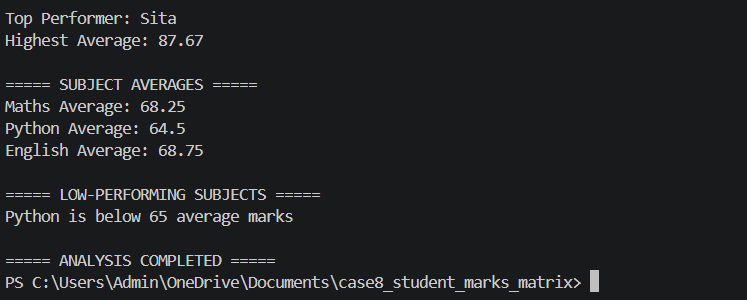 Top Performer: Sita
Highest Average: 87.67
===== SUBJECT AVERAGES =====
Maths Average: 68.25
Python Average: 64.5
English Average: 68.75
===== LOW-PERFORMING SUBJECTS =====
Python is below 65 average marks
===== ANALYSIS COMPLETED =====
PS C:\Users\Admin\OneDrive\Documents\case8_student_marks_matrix>